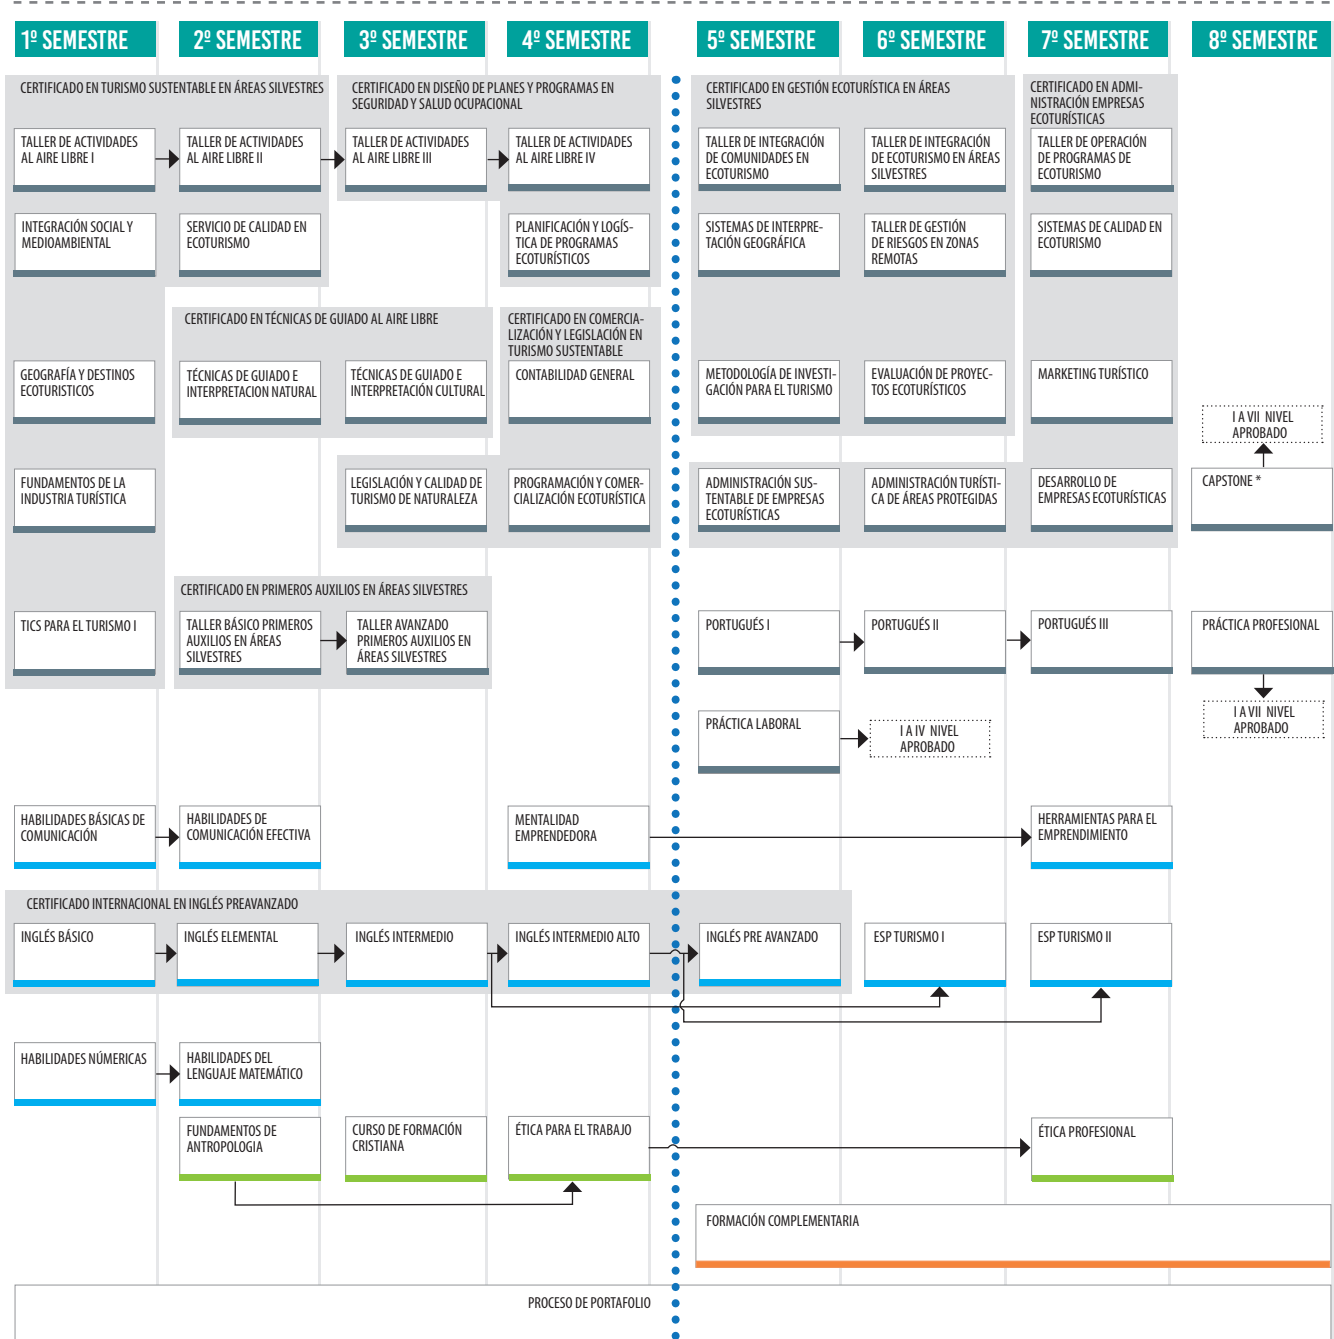 1º SEMESTRE
2º SEMESTRE
3º SEMESTRE
4º SEMESTRE
5º SEMESTRE
6º SEMESTRE
7º SEMESTRE
8º SEMESTRE
CERTIFICADO EN TURISMO SUSTENTABLE EN ÁREAS SILVESTRES
CERTIFICADO EN DISEÑO DE PLANES Y PROGRAMAS EN
SEGURIDAD Y SALUD OCUPACIONAL
CERTIFICADO EN GESTIÓN ECOTURÍSTICA EN ÁREAS
SILVESTRES
CERTIFICADO EN ADMI-
NISTRACIÓN EMPRESAS
ECOTURÍSTICAS
TALLER DE ACTIVIDADES
AL AIRE LIBRE I
TALLER DE ACTIVIDADES
AL AIRE LIBRE II
TALLER DE ACTIVIDADES
AL AIRE LIBRE III
TALLER DE ACTIVIDADES
AL AIRE LIBRE IV
TALLER DE INTEGRACIÓN
DE COMUNIDADES EN
ECOTURISMO
TALLER DE INTEGRACIÓN
DE ECOTURISMO EN ÁREAS
SILVESTRES
TALLER DE OPERACIÓN
DE PROGRAMAS DE
ECOTURISMO
INTEGRACIÓN SOCIAL Y
MEDIOAMBIENTAL
SERVICIO DE CALIDAD EN
ECOTURISMO
PLANIFICACIÓN Y LOGÍS-
TICA DE PROGRAMAS
ECOTURÍSTICOS
SISTEMAS DE INTERPRE-
TACIÓN GEOGRÁFICA
TALLER DE GESTIÓN
DE RIESGOS EN ZONAS
REMOTAS
SISTEMAS DE CALIDAD EN
ECOTURISMO
CERTIFICADO EN TÉCNICAS DE GUIADO AL AIRE LIBRE
CERTIFICADO EN COMERCIA-
LIZACIÓN Y LEGISLACIÓN EN
TURISMO SUSTENTABLE
GEOGRAFÍA Y DESTINOS
ECOTURISTICOS
TÉCNICAS DE GUIADO E
INTERPRETACION NATURAL
TÉCNICAS DE GUIADO E
INTERPRETACIÓN CULTURAL
CONTABILIDAD GENERAL
METODOLOGÍA DE INVESTI-
GACIÓN PARA EL TURISMO
EVALUACIÓN DE PROYEC-
TOS ECOTURÍSTICOS
MARKETING TURÍSTICO
I A VII NIVEL
APROBADO
FUNDAMENTOS DE LA
INDUSTRIA TURÍSTICA
LEGISLACIÓN Y CALIDAD DE
TURISMO DE NATURALEZA
PROGRAMACIÓN Y COMER-
CIALIZACIÓN ECOTURÍSTICA
ADMINISTRACIÓN SUS-
TENTABLE DE EMPRESAS
ECOTURÍSTICAS
ADMINISTRACIÓN TURÍSTI-
CA DE ÁREAS PROTEGIDAS
DESARROLLO DE
EMPRESAS ECOTURÍSTICAS
CAPSTONE *
CERTIFICADO EN PRIMEROS AUXILIOS EN ÁREAS SILVESTRES
TICS PARA EL TURISMO I
TALLER BÁSICO PRIMEROS
AUXILIOS EN ÁREAS
SILVESTRES
TALLER AVANZADO
PRIMEROS AUXILIOS EN
ÁREAS SILVESTRES
PORTUGUÉS I
PORTUGUÉS II
PORTUGUÉS III
PRÁCTICA PROFESIONAL
PRÁCTICA LABORAL
I A IV NIVEL
APROBADO
I A VII NIVEL
APROBADO
HABILIDADES BÁSICAS DE
COMUNICACIÓN
HABILIDADES DE
COMUNICACIÓN EFECTIVA
MENTALIDAD
EMPRENDEDORA
HERRAMIENTAS PARA EL
EMPRENDIMIENTO
CERTIFICADO INTERNACIONAL EN INGLÉS PREAVANZADO
INGLÉS BÁSICO
INGLÉS ELEMENTAL
INGLÉS INTERMEDIO
INGLÉS INTERMEDIO ALTO
INGLÉS PRE AVANZADO
ESP TURISMO I
ESP TURISMO II
HABILIDADES NÚMERICAS
HABILIDADES DEL
LENGUAJE MATEMÁTICO
FUNDAMENTOS DE
ANTROPOLOGIA
CURSO DE FORMACIÓN
CRISTIANA
ÉTICA PARA EL TRABAJO
ÉTICA PROFESIONAL
FORMACIÓN COMPLEMENTARIA
PROCESO DE PORTAFOLIO